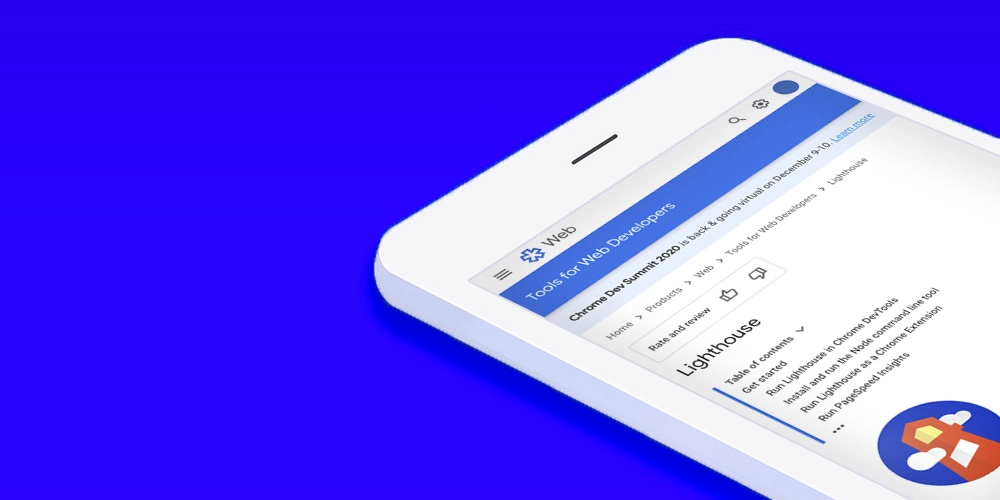 Web
Tools for Web Developers
Chrome Dev Summit 2020 is back & going virtual on December 9-10. Learn more
Home > Products > Web > Tools for Web Developers > Lighthouse
Rate and review
Lighthouse
Table of contents
Get started
Run Lighthouse in Chrome DevTools
Install and run the Node command line tool
Run Lighthouse as a Chrome Extension
Run PageSpeed Insights
•••